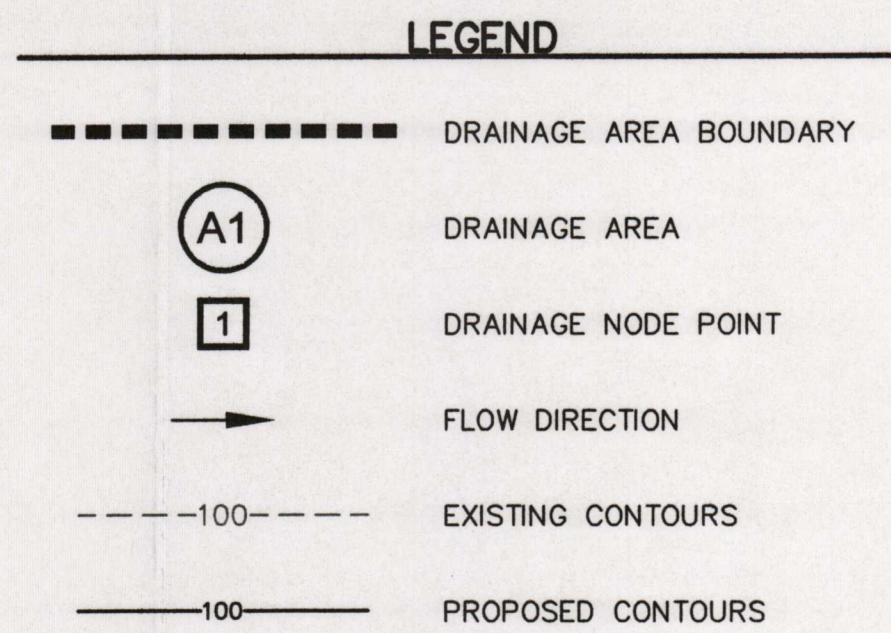 LEGEND
DRAINAGE AREA BOUNDARY
A1 DRAINAGE AREA
1 DRAINAGE NODE POINT
FLOW DIRECTION
100 EXISTING CONTOURS
100 PROPOSED CONTOURS